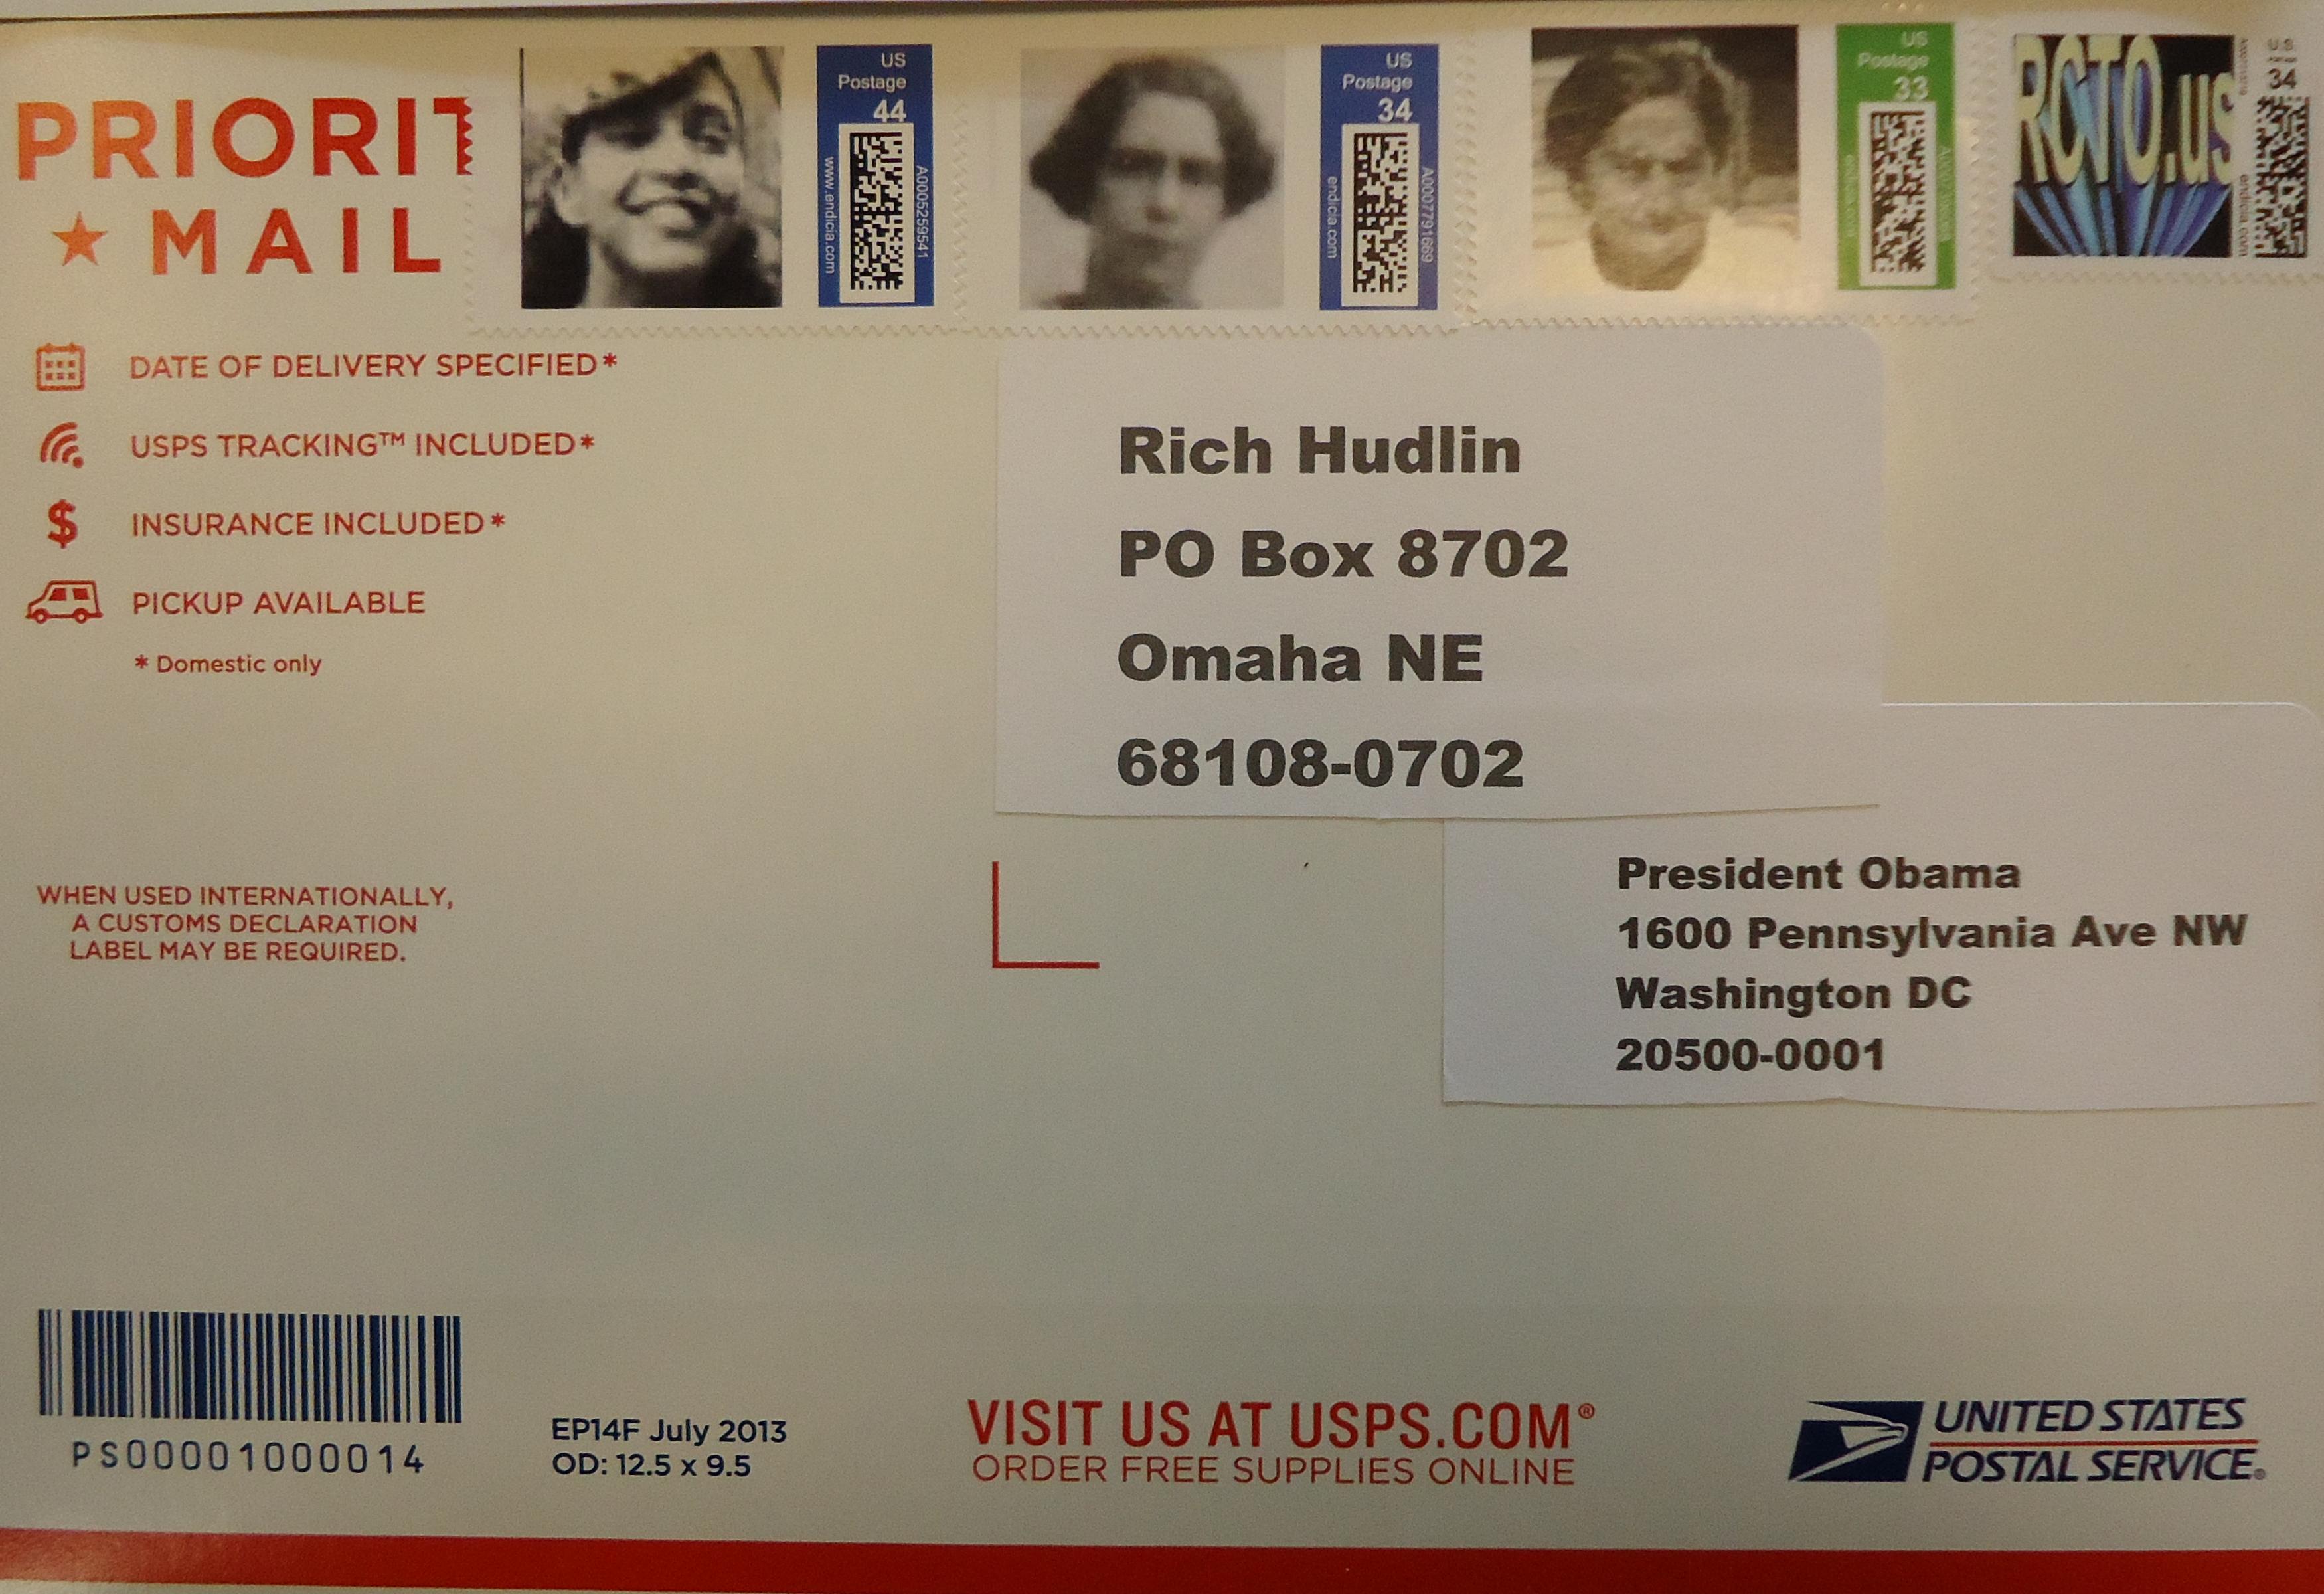 PRIORIT
MAIL
US
Postage
44
www.endicia.com
A0005259541
US
Postage
34
endicia.com
A007791669
US
Postage
33
RCTO.us
U.S.
34
endicia.com
DATE OF DELIVERY SPECIFIED*
USPS TRACKING™ INCLUDED*
$ INSURANCE INCLUDED*
PICKUP AVAILABLE
* Domestic only
Rich Hudlin
PO Box 8702
Omaha NE
68108-0702
WHEN USED INTERNATIONALLY,
A CUSTOMS DECLARATION
LABEL MAY BE REQUIRED.
President Obama
1600 Pennsylvania Ave NW
Washington DC
20500-0001
PS00001000014
EP14F July 2013
OD: 12.5 x 9.5
VISIT US AT USPS.COM®
ORDER FREE SUPPLIES ONLINE
UNITED STATES
POSTAL SERVICE®